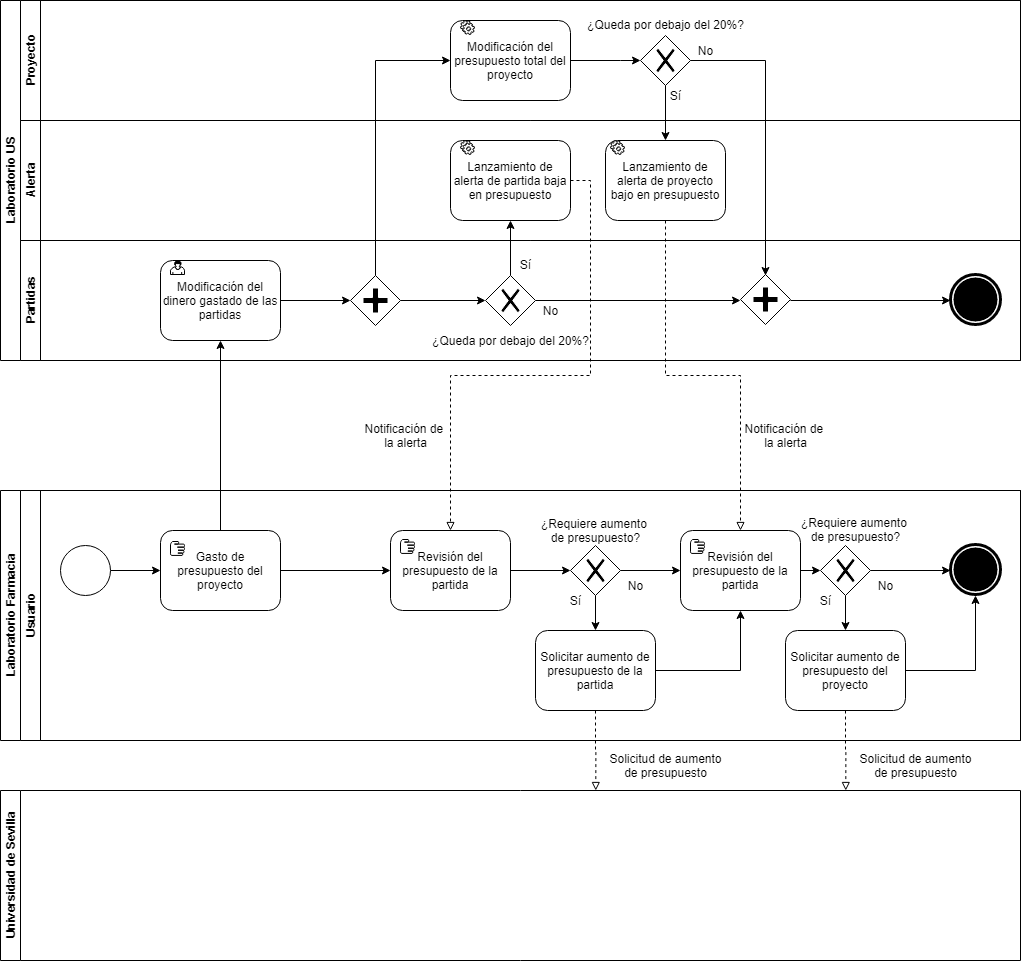 Laboratorio US
Proyecto
Modificación del
presupuesto total del
proyecto
¿Queda por debajo del 20%?
No
Sí
Alerta
Lanzamiento de
alerta de partida baja
en presupuesto
Lanzamiento de
alerta de proyecto
bajo en presupuesto
Partidas
Modificación del
dinero gastado de las
partidas
Sí
No
¿Queda por debajo del 20%?
Notificación de
la alerta
Notificación de
la alerta
Laboratorio Farmacia
Usuario
Gasto de
presupuesto del
proyecto
Revisión del
presupuesto de la
partida
¿Requiere aumento
de presupuesto?
No
Sí
Revisión del
presupuesto de la
partida
¿Requiere aumento
de presupuesto?
No
Sí
Solicitar aumento de
presupuesto de la
partida
Solicitar aumento de
presupuesto del
proyecto
Solicitud de aumento
de presupuesto
Solicitud de aumento
de presupuesto
Universidad de Sevilla